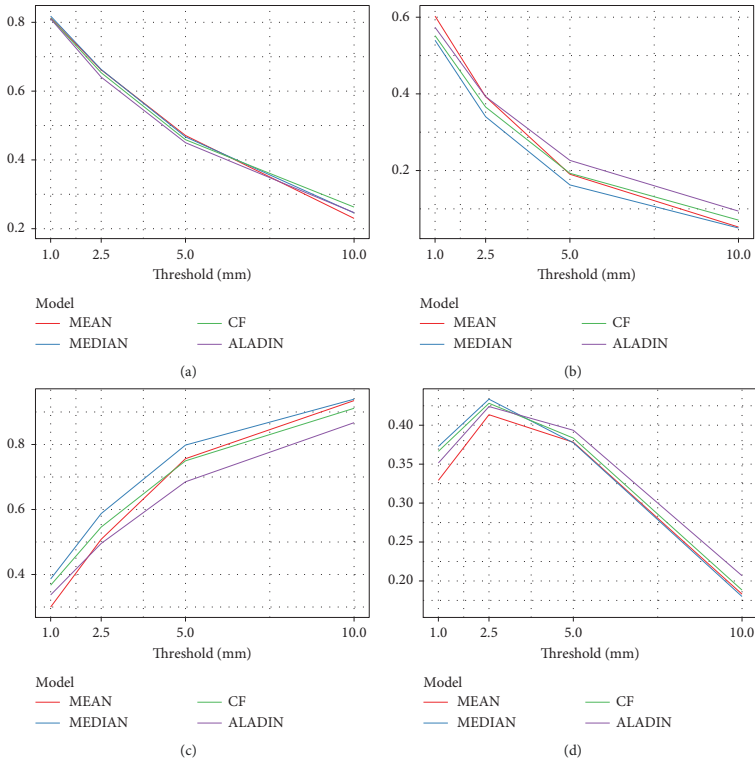 0.8
0.6
0.4
0.2
1.0 2.5 5.0 10.0
Threshold (mm)
Model
MEAN CF
MEDIAN ALADIN
(a)
0.6
0.4
0.2
1.0 2.5 5.0 10.0
Threshold (mm)
Model
MEAN CF
MEDIAN ALADIN
(b)
0.8
0.6
0.4
1.0 2.5 5.0 10.0
Threshold (mm)
Model
MEAN CF
MEDIAN ALADIN
(c)
0.40
0.35
0.30
0.25
0.20
1.0 2.5 5.0 10.0
Threshold (mm)
Model
MEAN CF
MEDIAN ALADIN
(d)